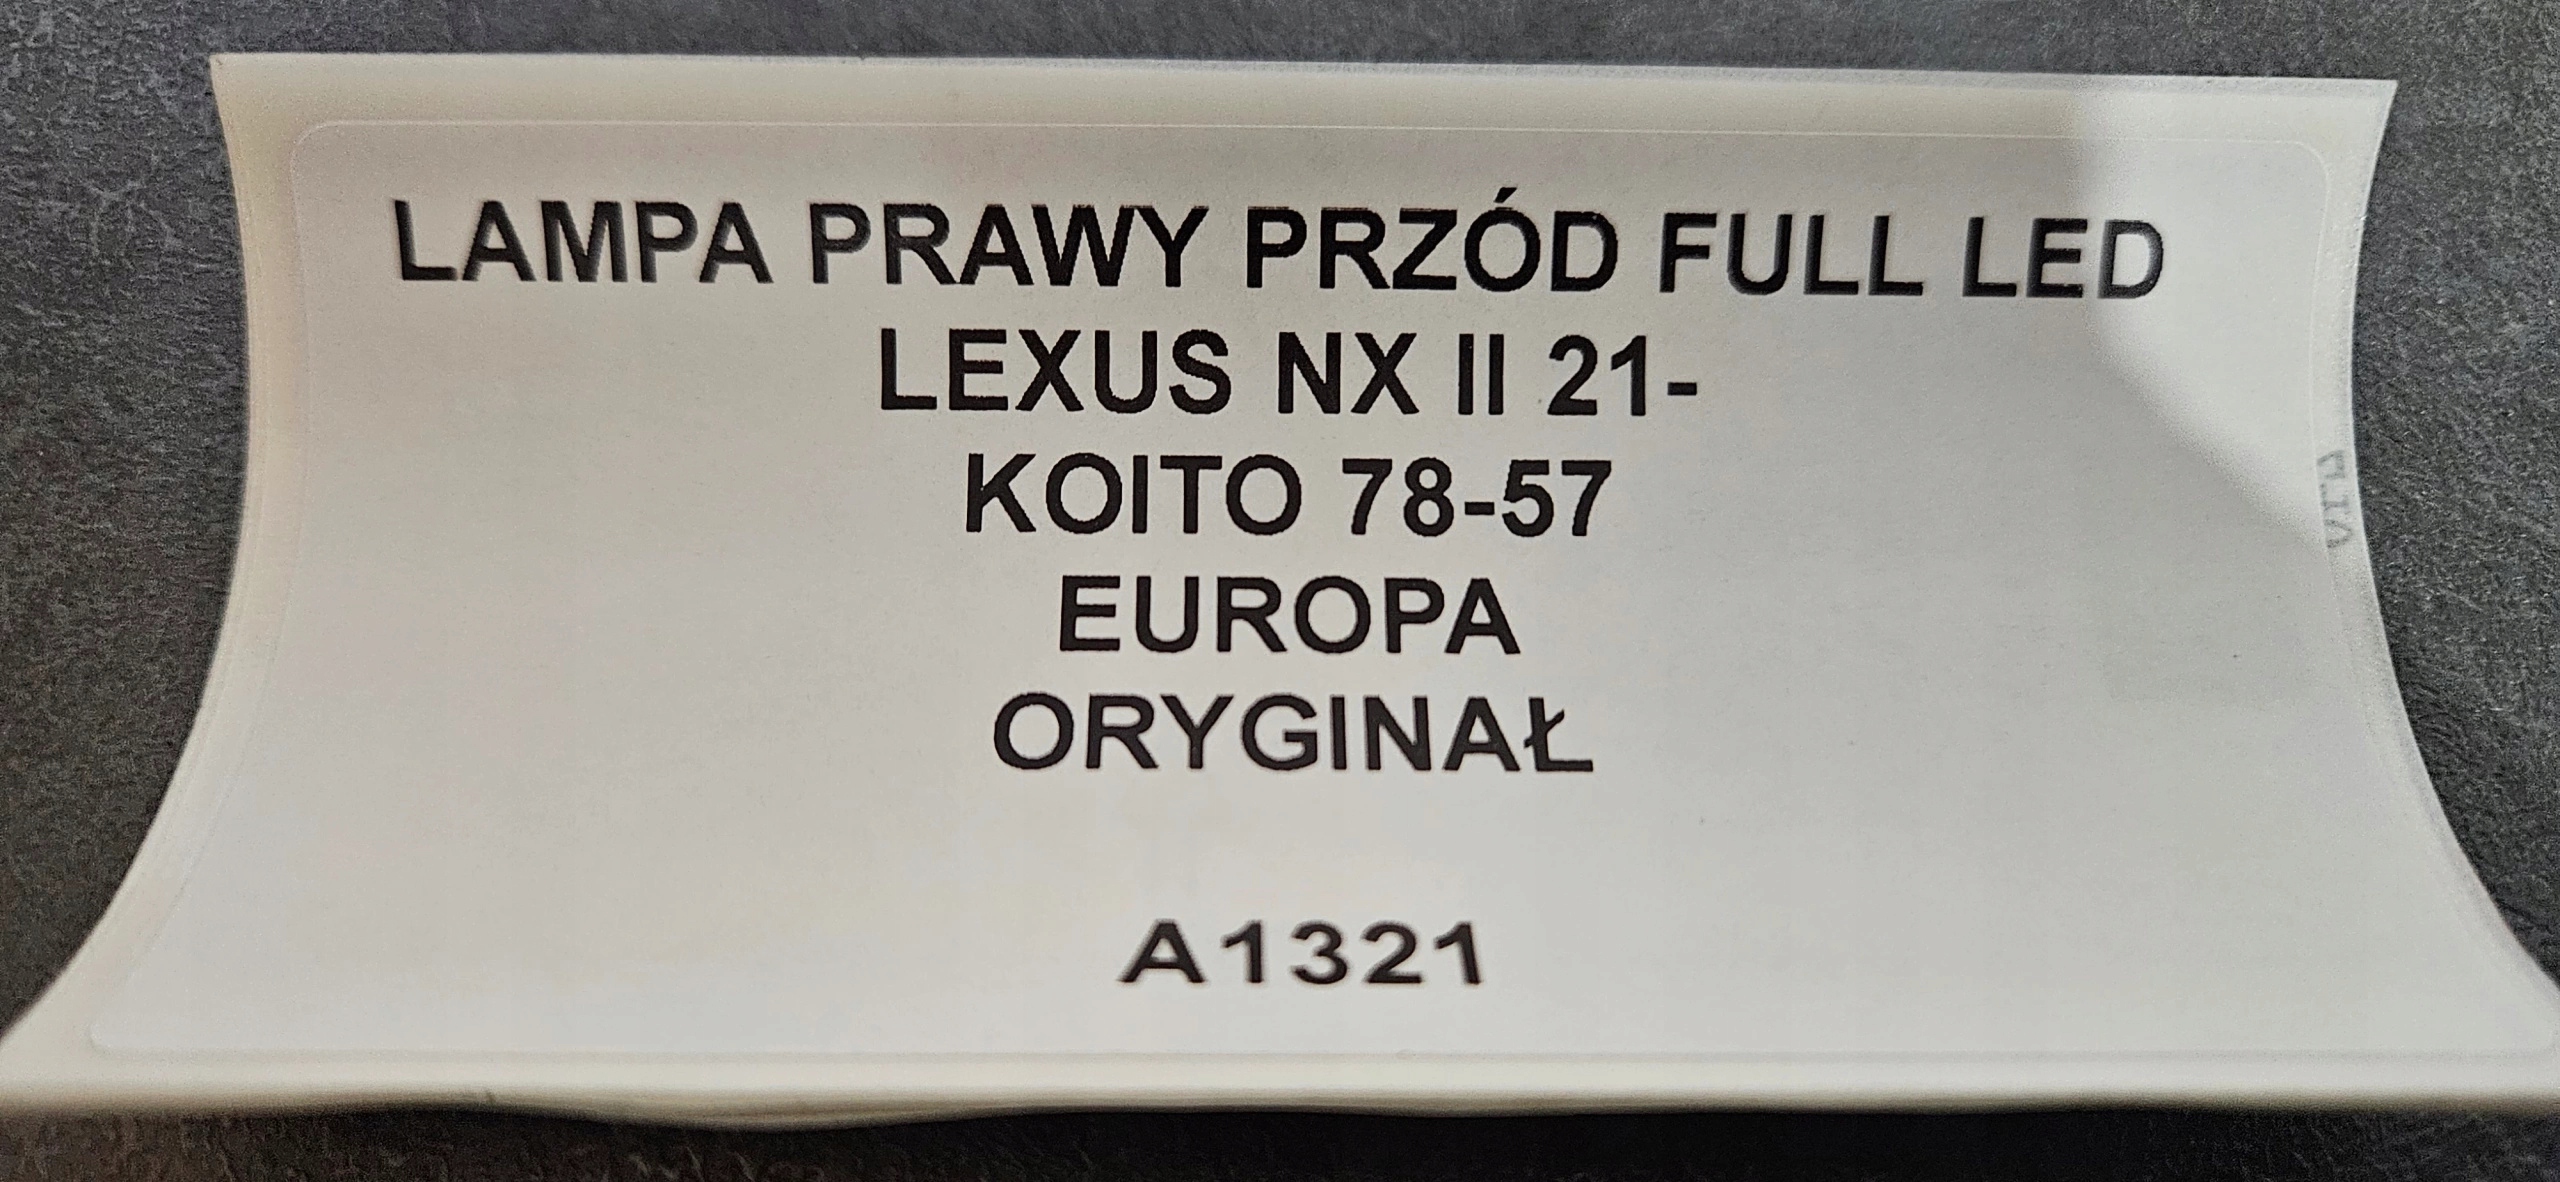 LAMPA PRAWY PRZÓD FULL LED
LEXUS NX II 21-
KOITO 78-57
EUROPA
ORYGINAŁ
A1321